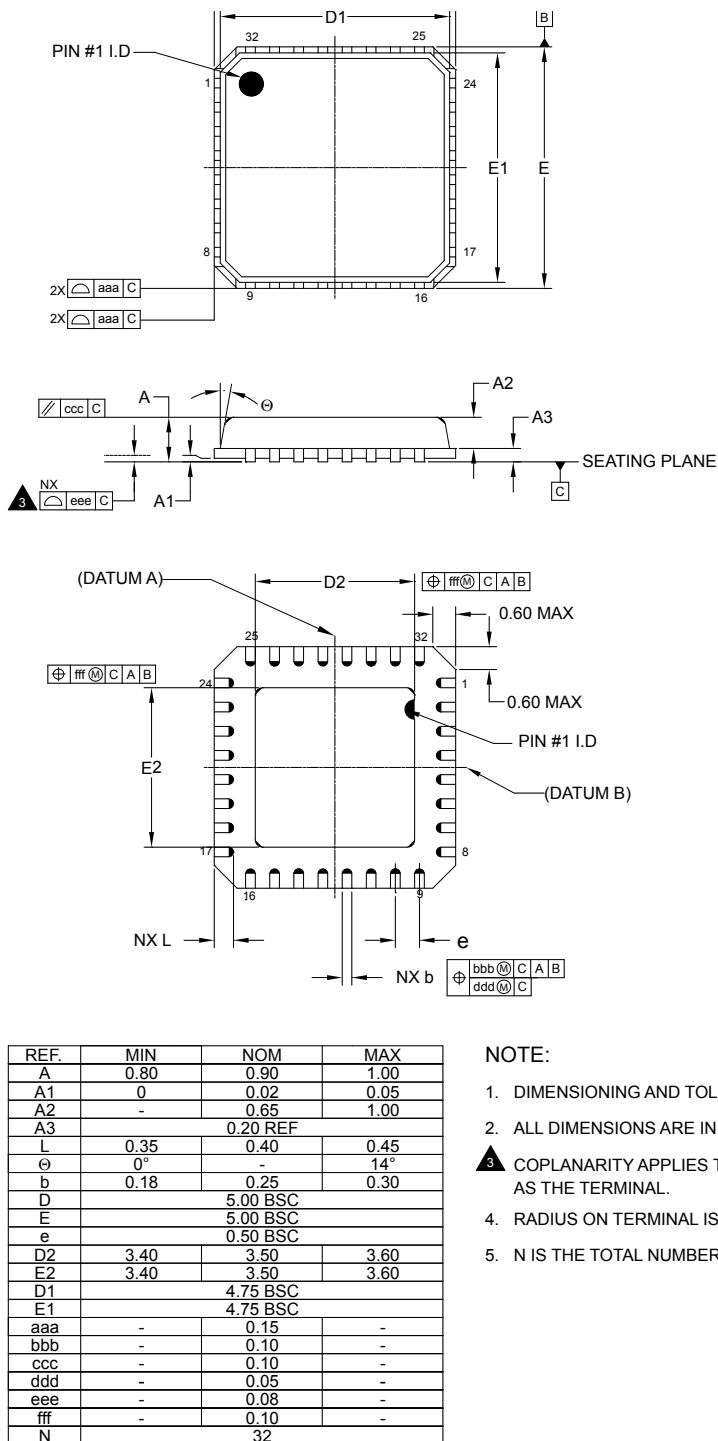 D1
B
32
25
PIN #1 I.D
1
24
E1
E
8
17
2X aaa C
9
16
2X aaa C
A2
ccc C
A
Θ
A3
SEATING PLANE
C
NX
3
eee C
A1
(DATUM A)
D2
fff Ⓜ C A B
0.60 MAX
25
32
fff Ⓜ C A B
24
1
0.60 MAX
PIN #1 I.D
E2
(DATUM B)
17
8
16
9
NX L
e
NX b
bbb Ⓜ C A B
ddd Ⓜ C
REF. MIN NOM MAX
A 0.80 0.90 1.00
A1 0 0.02 0.05
A2 - 0.65 1.00
A3 0.20 REF
L 0.35 0.40 0.45
Θ 0° - 14°
b 0.18 0.25 0.30
D 5.00 BSC
E 5.00 BSC
e 0.50 BSC
D2 3.40 3.50 3.60
E2 3.40 3.50 3.60
D1 4.75 BSC
E1 4.75 BSC
aaa - 0.15 -
bbb - 0.10 -
ccc - 0.10 -
ddd - 0.05 -
eee - 0.08 -
fff - 0.10 -
N 32
NOTE:
1. DIMENSIONING AND TOL
2. ALL DIMENSIONS ARE IN
3 COPLANARITY APPLIES T
AS THE TERMINAL.
4. RADIUS ON TERMINAL IS
5. N IS THE TOTAL NUMBER